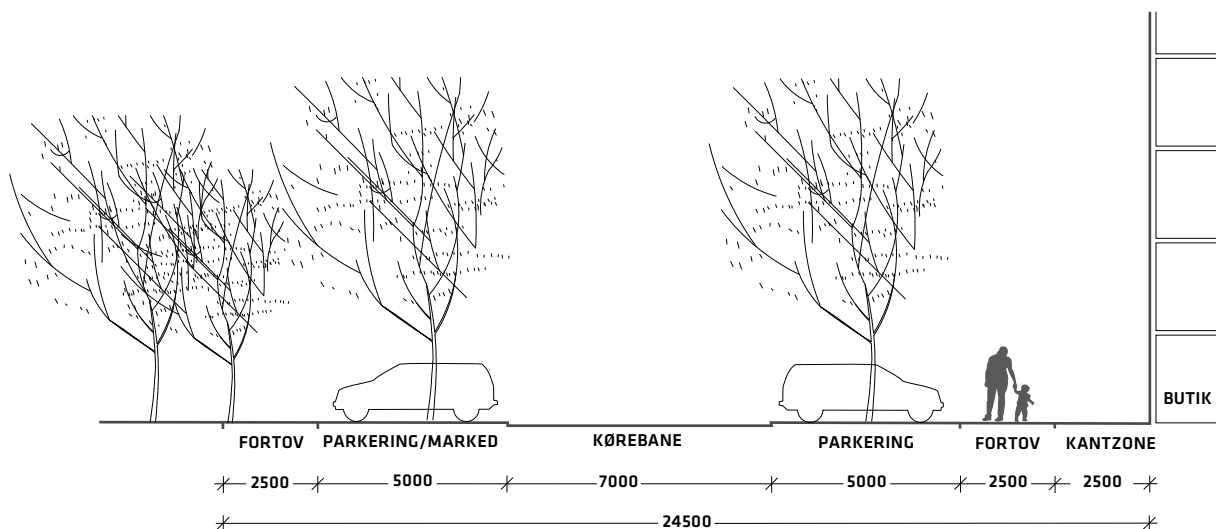 BUTIK
FORTOV PARKERING/MARKED KØREBANE PARKERING FORTOV KANTZONE
2500 5000 7000 5000 2500 2500
24500